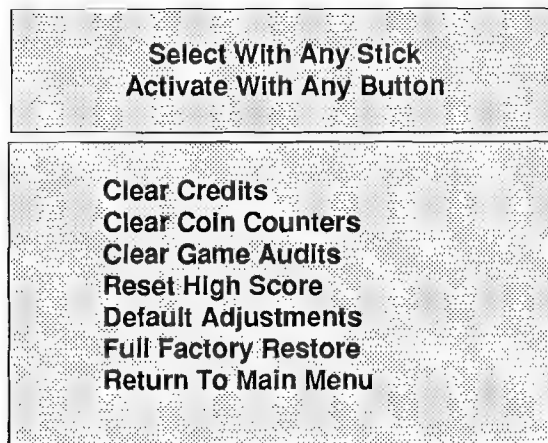 Select With Any Stick
Activate With Any Button
Clear Credits
Clear Coin Counters
Clear Game Audits
Reset High Score
Default Adjustments
Full Factory Restore
Return To Main Menu